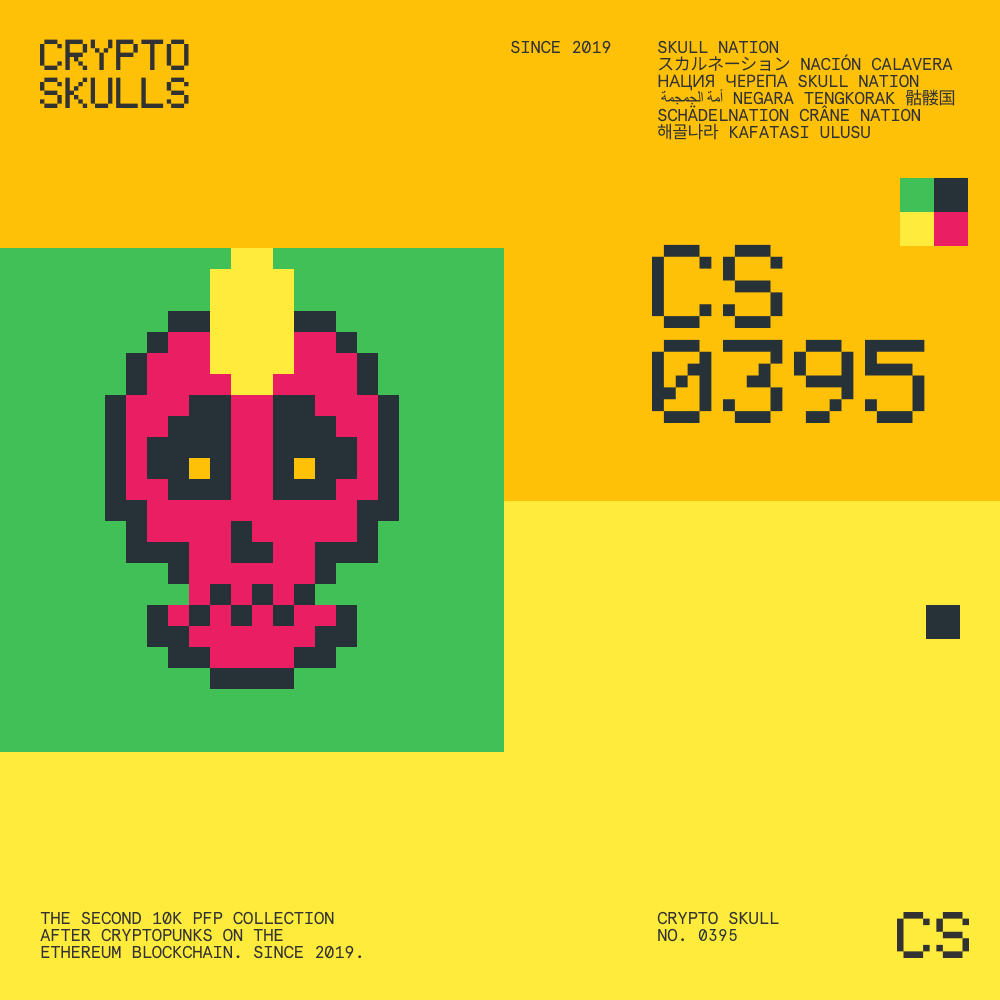 CRYPTO
SKULLS
SINCE 2019
SKULL NATION
スカルネーション NACIÓN CALAVERA
НАЦИЯ ЧЕРЕПА SKULL NATION
أمة الجمجمة NEGARA TENGKORAK 骷髅国
SCHÄDELNATION CRÂNE NATION
해골나라 KAFATASI ULUSU
CS
0395
THE SECOND 10K PFP COLLECTION
AFTER CRYPTOPUNKS ON THE
ETHEREUM BLOCKCHAIN. SINCE 2019.
CRYPTO SKULL
NO. 0395
CS